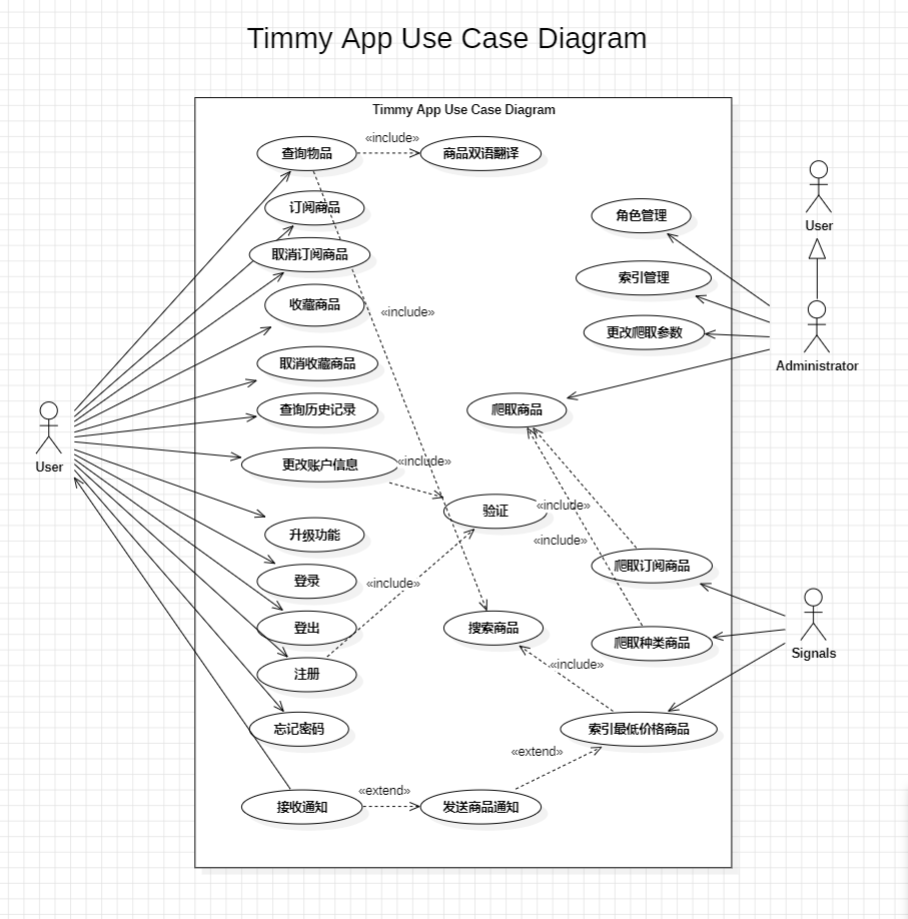 Timmy App Use Case Diagram
Timmy App Use Case Diagram
查询物品
«include»
商品双语翻译
订阅商品
取消订阅商品
收藏商品
«include»
取消收藏商品
查询历史记录
更改账户信息
«include»
升级功能
登录
登出
注册
«include»
忘记密码
接收通知
«extend»
发送商品通知
«extend»
角色管理
索引管理
更改爬取参数
爬取商品
验证
«include»
«include»
爬取订阅商品
搜索商品
爬取种类商品
«include»
索引最低价格商品
User
User
Administrator
Signals